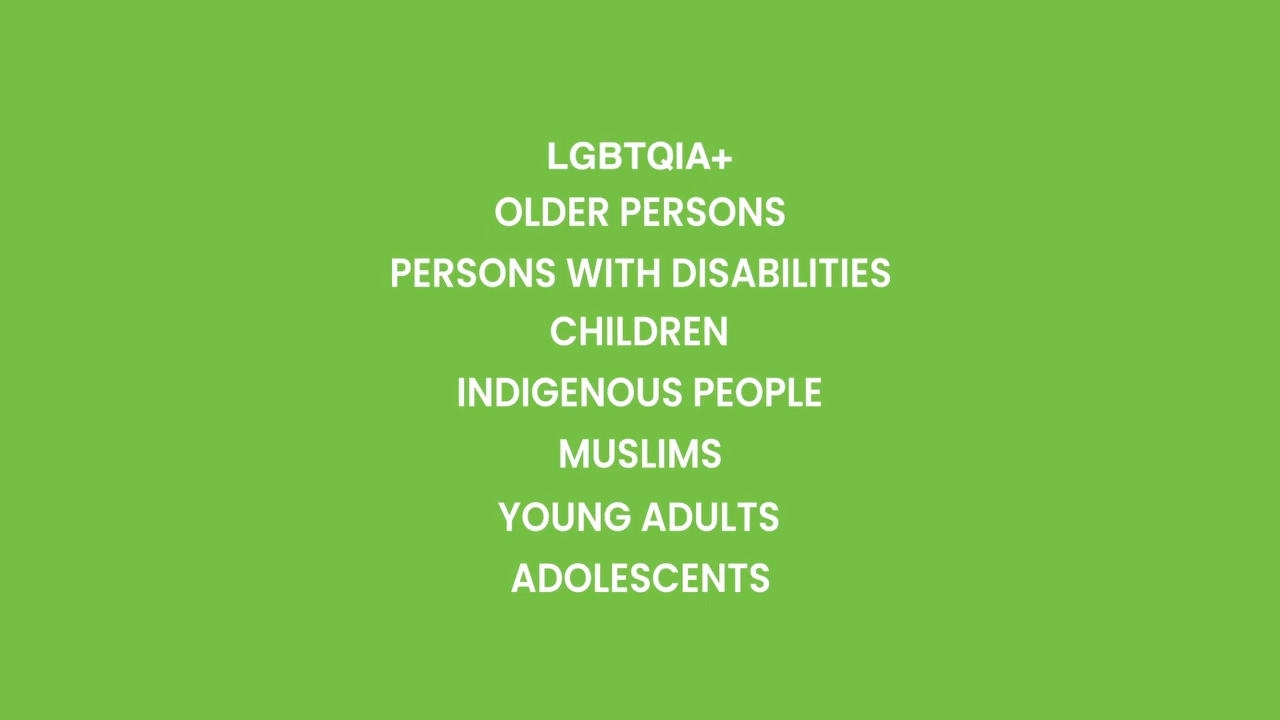 LGBTQIA+
OLDER PERSONS
PERSONS WITH DISABILITIES
CHILDREN
INDIGENOUS PEOPLE
MUSLIMS
YOUNG ADULTS
ADOLESCENTS